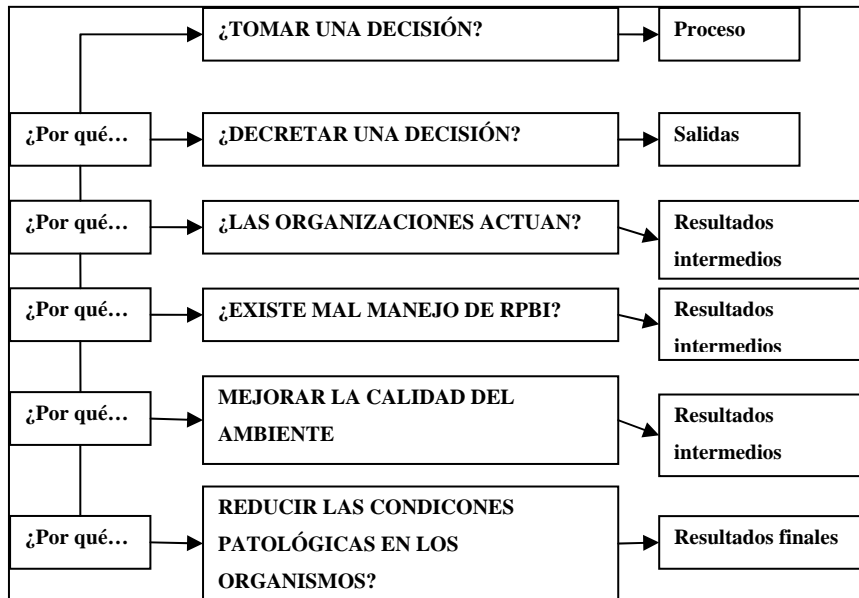 ¿TOMAR UNA DECISIÓN?
Proceso
¿Por qué…
¿DECRETAR UNA DECISIÓN?
Salidas
¿Por qué…
¿LAS ORGANIZACIONES ACTUAN?
Resultados
intermedios
¿Por qué…
¿EXISTE MAL MANEJO DE RPBI?
Resultados
intermedios
¿Por qué…
MEJORAR LA CALIDAD DEL
AMBIENTE
Resultados
intermedios
¿Por qué…
REDUCIR LAS CONDICONES
PATOLÓGICAS EN LOS
ORGANISMOS?
Resultados finales